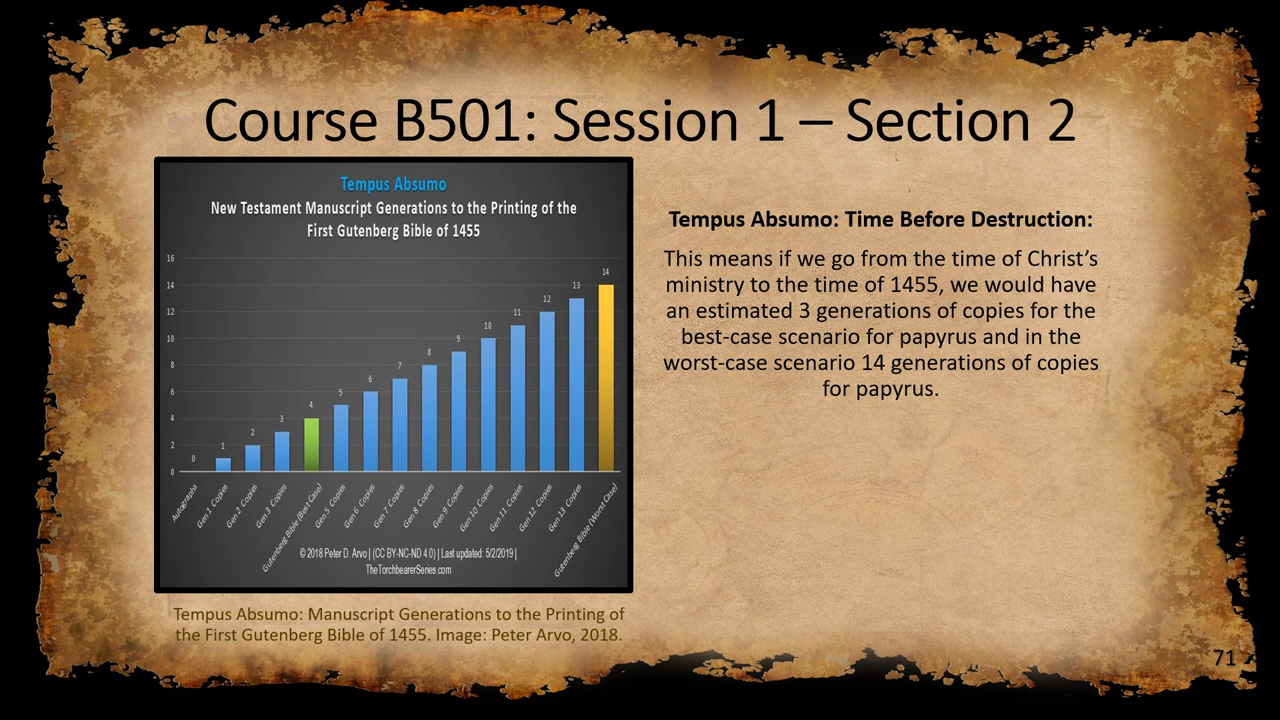 Course B501: Session 1 – Section 2
Tempus Absumo
New Testament Manuscript Generations to the Printing of the
First Gutenberg Bible of 1455
16
14
12
10
8
6
4
2
0
0
1
2
3
4
5
6
7
8
9
10
11
12
13
14
Autographs
Gen 1 Copies
Gen 2 Copies
Gen 3 Copies
Gutenberg Bible (Best Case)
Gen 5 Copies
Gen 6 Copies
Gen 7 Copies
Gen 8 Copies
Gen 9 Copies
Gen 10 Copies
Gen 11 Copies
Gen 12 Copies
Gen 13 Copies
Gutenberg Bible (Worst Case)
© 2018 Peter D. Arvo | (CC BY-NC-ND 4.0) | Last updated: 5/2/2019 |
TheTorchbearerSeries.com
Tempus Absumo: Manuscript Generations to the Printing of
the First Gutenberg Bible of 1455. Image: Peter Arvo, 2018.
Tempus Absumo: Time Before Destruction:
This means if we go from the time of Christ’s
ministry to the time of 1455, we would have
an estimated 3 generations of copies for the
best-case scenario for papyrus and in the
worst-case scenario 14 generations of copies
for papyrus.
71